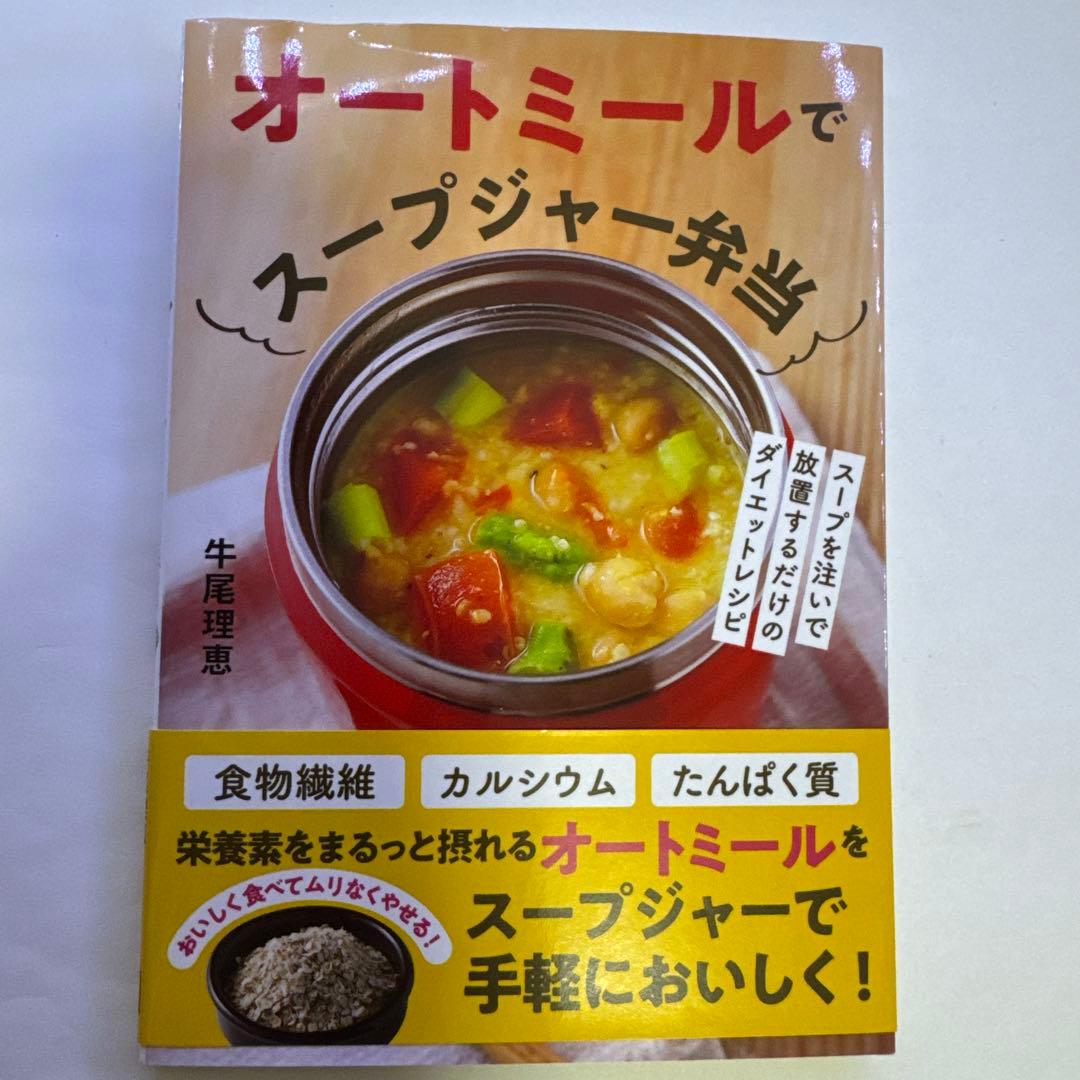 オートミールで
スープジャー弁当
スープを注いで
放置するだけの
ダイエットレシピ
牛尾理恵
食物繊維
カルシウム
たんぱく質
栄養素をまるっと摂れるオートミールを
スープジャーで
手軽においしく!
おいしく食べてムリなくやせる!